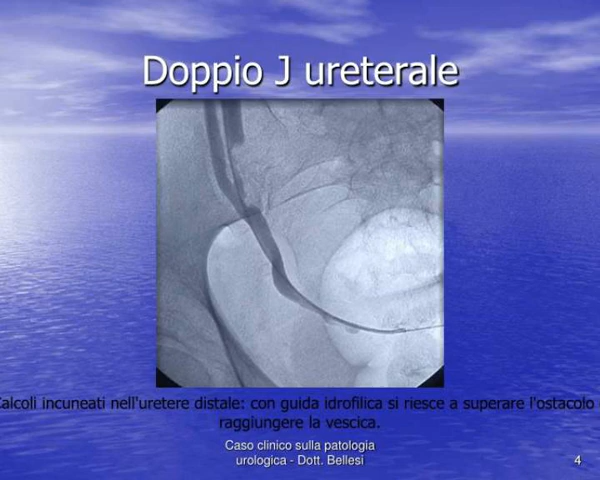 Doppio J ureterale
Calcoli incuneati nell'uretere distale: con guida idrofilica si riesce a superare l'ostacolo
raggiungere la vescica.
Caso clinico sulla patologia
urologica - Dott. Bellesi
4